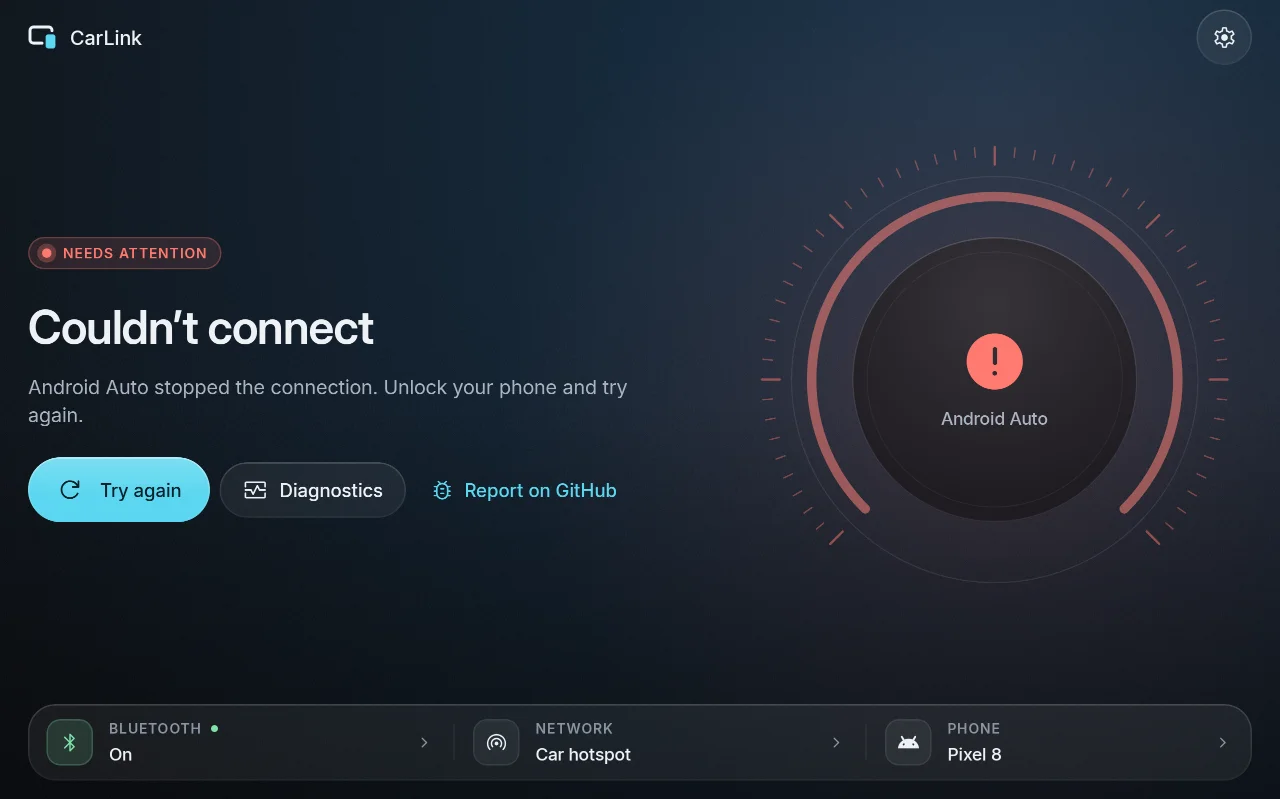 CarLink
NEEDS ATTENTION
Couldn’t connect
Android Auto stopped the connection. Unlock your phone and try
again.
Try again
Diagnostics
Report on GitHub
Android Auto
BLUETOOTH
On
NETWORK
Car hotspot
PHONE
Pixel 8